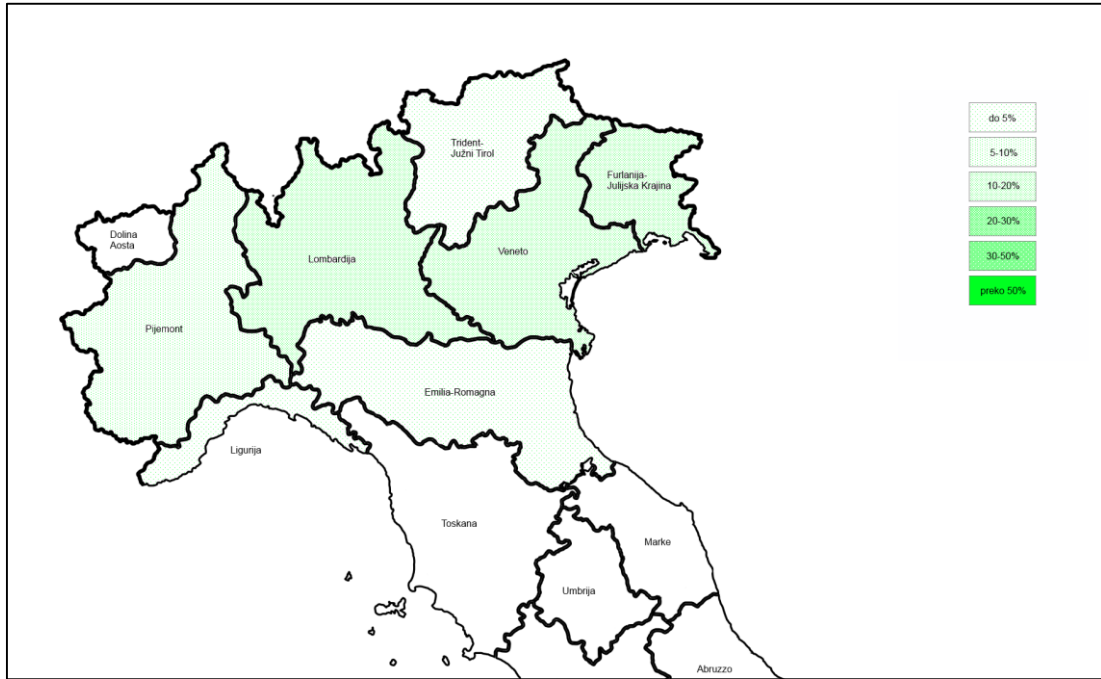 do 5%
5-10%
10-20%
20-30%
30-50%
preko 50%
Trident-
Južni Tirol
Furlanija-
Julijska Krajina
Dolina
Aosta
Lombardija
Veneto
Pijemont
Emilia-Romagna
Ligurija
Toskana
Marke
Umbrija
Abruzzo